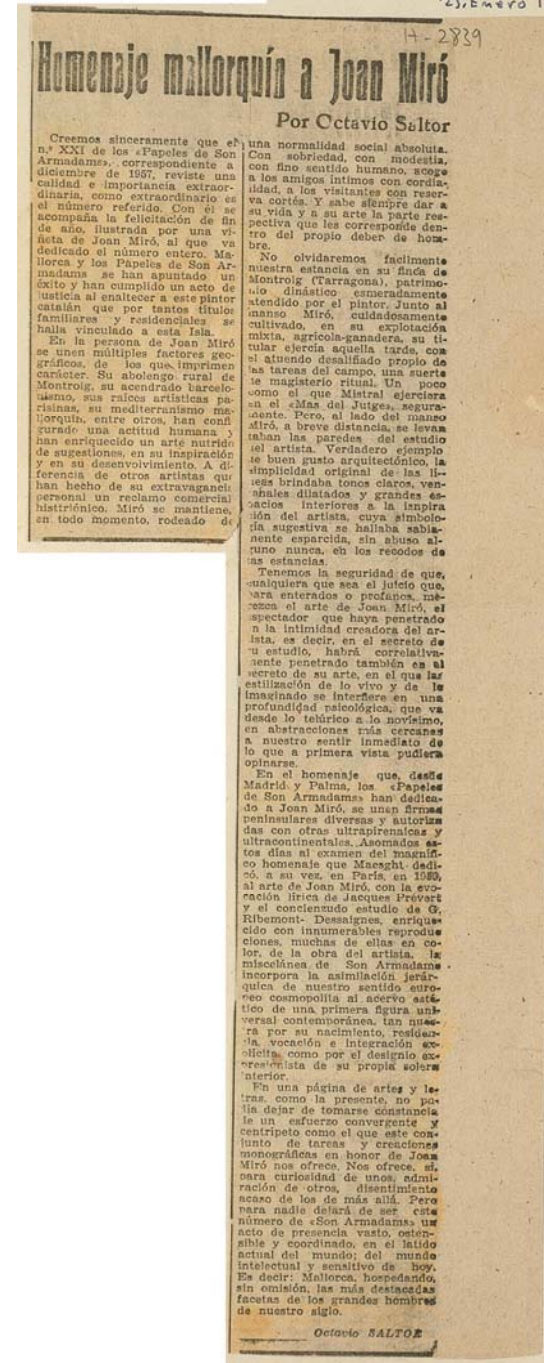 23, Enero 1
H-2839
Homenaje mallorquín a Joan Miró
Por Octavio Saltor
Creemos sinceramente que el
n.º XXI de los «Papeles de Son
Armadams», correspondiente a
diciembre de 1957, reviste una
calidad e importancia extraor-
dinaria, como extraordinario es
el número referido. Con él se
acompaña la felicitación de fin
de año, ilustrada por una vi-
ñeta de Joan Miró, al que va
dedicado el número entero. Ma-
llorca y los Papeles de Son Ar-
madams se han apuntado un
éxito y han cumplido un acto de
justicia al enaltecer a este pintor
catalán que por tantos títulos
familiares y residenciales se
halla vinculado a esta Isla.
En la persona de Joan Miró
se unen múltiples factores geo-
gráficos, de los que imprimen
carácter. Su abolengo rural de
Montroig, su acendrado barcelo-
nismo, sus raíces artísticas pa-
risinas, su mediterranismo ma-
llorquín, entre otros, han confi
gurado una actitud humana y
han enriquecido un arte nutrido
de sugestiones, en su inspiración
y en su desenvolvimiento. A di-
ferencia de otros artistas que
han hecho de su extravagancia
personal un reclamo comercial
histriónico, Miró se mantiene,
en todo momento, rodeado de
una normalidad social absoluta.
Con sobriedad, con modestia,
con fino sentido humano, acoge
a los amigos íntimos con cordia-
lidad, a los visitantes con reser-
va cortés. Y sabe siempre dar a
su vida y a su arte la parte res-
pectiva que les corresponde den-
tro del propio deber de hom-
bre.
No olvidaremos facilmente
nuestra estancia en su finca de
Montroig (Tarragona), patrimo-
nio dinástico esmeradamente
atendido por el pintor. Junto al
manso Miró, cuidadosamente
cultivado, en su explotación
mixta, agrícola-ganadera, su ti-
tular ejercía aquella tarde, con
el atuendo desaliñado propio de
las tareas del campo, una suerte
de magisterio ritual. Un poco
como el que Mistral ejerciera
en el «Mas del Jutge», segura-
mente. Pero, al lado del manso
Miró, a breve distancia, se levan
taban las paredes del estudio
del artista. Verdadero ejemplo
de buen gusto arquitectónico, la
simplicidad original de las lí-
neas brindaba tonos claros, ven-
tanales dilatados y grandes es-
pacios interiores a la ispira
ción del artista, cuya simbolo-
gía sugestiva se hallaba sabia-
mente esparcida, sin abuso al-
guno nunca, en los recodos de
las estancias.
Tenemos la seguridad de que,
cualquiera que sea el juicio que,
para enterados o profanos, me-
rezca el arte de Joan Miró, el
espectador que haya penetrado
en la intimidad creadora del ar-
tista, es decir, en el secreto de
su estudio, habrá correlativa-
mente penetrado también en el
secreto de su arte, en el que las
estilización de lo vivo y de lo
imaginado se interfiere en una
profundidad psicológica, que va
desde lo telúrico a lo novísimo,
en abstracciones más cercanas
a nuestro sentir inmediato de
lo que a primera vista pudiera
opinarse.
En el homenaje que, desde
Madrid y Palma, los «Papeles
de Son Armadams» han dedica-
do a Joan Miró, se unen firmas
peninsulares diversas y autoriza
das con otras ultrapirenaicas y
ultracontinentales. Asomados es-
tos días al examen del magnífi-
co homenaje que Maeght dedi-
có, a su vez, en París, en
al arte de Joan Miró, con la evo-
cación lírica de Jacques Prévert
y el concienzudo estudio de G.
Ribemont- Dessaignes, enrique-
cido con innumerables reproduc
ciones, muchas de ellas en co-
lor, de la obra del artista, la
miscelánea de Son Armadams
incorpora la asimilación jerár-
quica de nuestro sentido euro-
peo cosmopolita al acervo esté-
tico de una primera figura uni-
versal contemporánea, tan nues-
tra por su nacimiento, residen-
cia, vocación e integración ex-
plícita, como por el designio ex-
presionista de su propia solera
interior.
En una página de artes y le-
tras, como la presente, no po-
día dejar de tomarse constancia
de un esfuerzo convergente y
centrípeto como el que este con-
junto de tareas y creaciones
monográficas en honor de Joan
Miró nos ofrece. Nos ofrece, sí,
para curiosidad de unos, admi-
ración de otros, disentimiento
acaso de los de más allá. Pero
para nadie dejará de ser este
número de «Son Armadams» un
acto de presencia vasto, osten-
sible y coordinado, en el latido
actual del mundo; del mundo
intelectual y sensitivo de hoy.
Es decir: Mallorca, hospedando,
sin omisión, las más destacadas
facetas de los grandes hombres
de nuestro siglo.
Octavio SALTOR